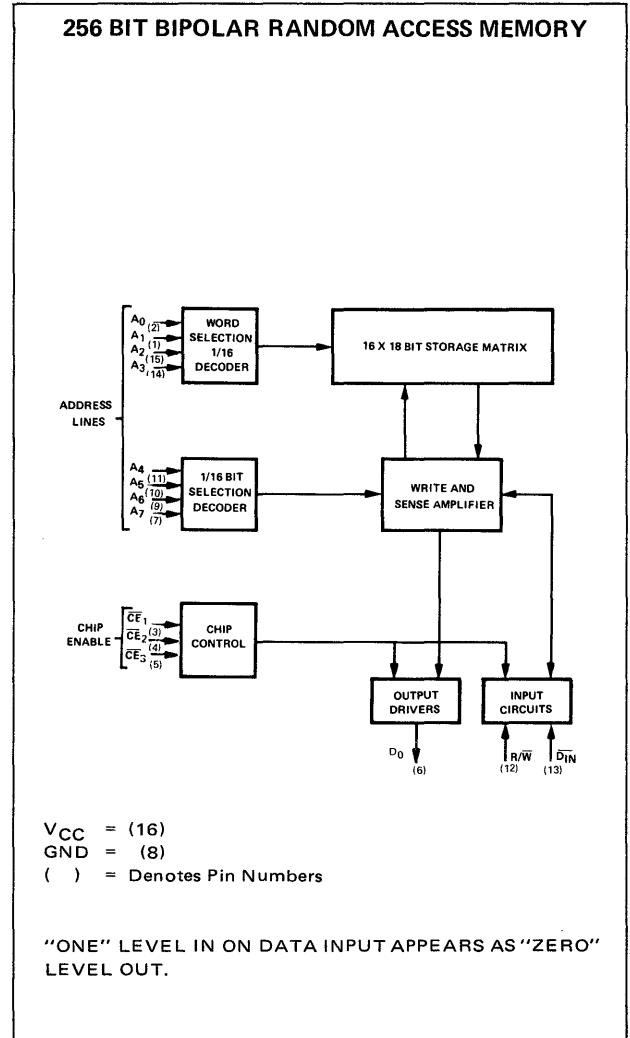 256 BIT BIPOLAR RANDOM ACCESS MEMORY
ADDRESS
LINES
A0 (2)
A1 (1)
A2 (15)
A3 (14)
WORD
SELECTION
1/16
DECODER
16 X 18 BIT STORAGE MATRIX
A4 (11)
A5 (10)
A6 (9)
A7 (7)
1/16 BIT
SELECTION
DECODER
WRITE AND
SENSE AMPLIFIER
CHIP
ENABLE
C̅E̅1 (3)
C̅E̅2 (4)
C̅E̅3 (5)
CHIP
CONTROL
OUTPUT
DRIVERS
INPUT
CIRCUITS
D0 (6)
(12) R/W̅
(13) D̅I̅N̅
VCC = (16)
GND = (8)
( ) = Denotes Pin Numbers
"ONE" LEVEL IN ON DATA INPUT APPEARS AS "ZERO"
LEVEL OUT.